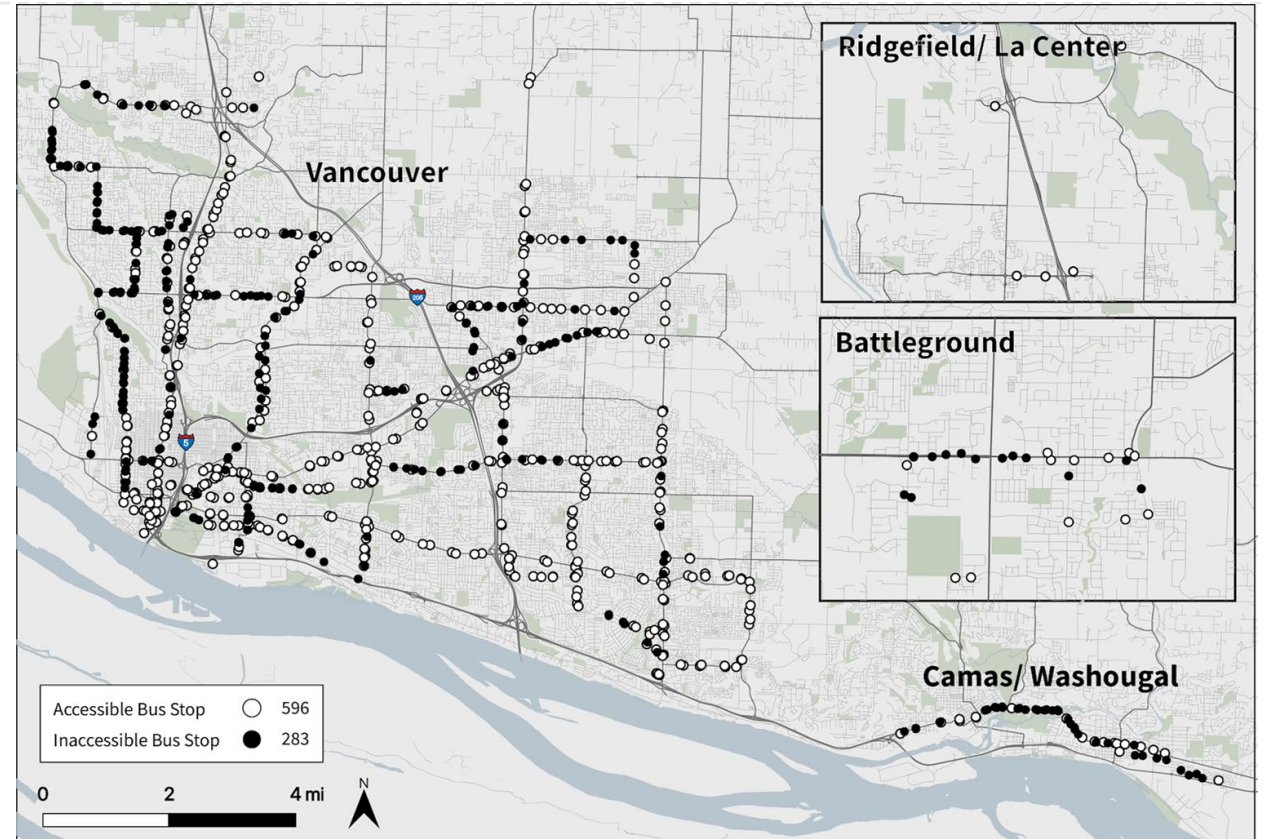 Ridgefield/ La Center
Vancouver
206
Battleground
5
Camas/ Washougal
Accessible Bus Stop 596
Inaccessible Bus Stop 283
0 2 4 mi
N